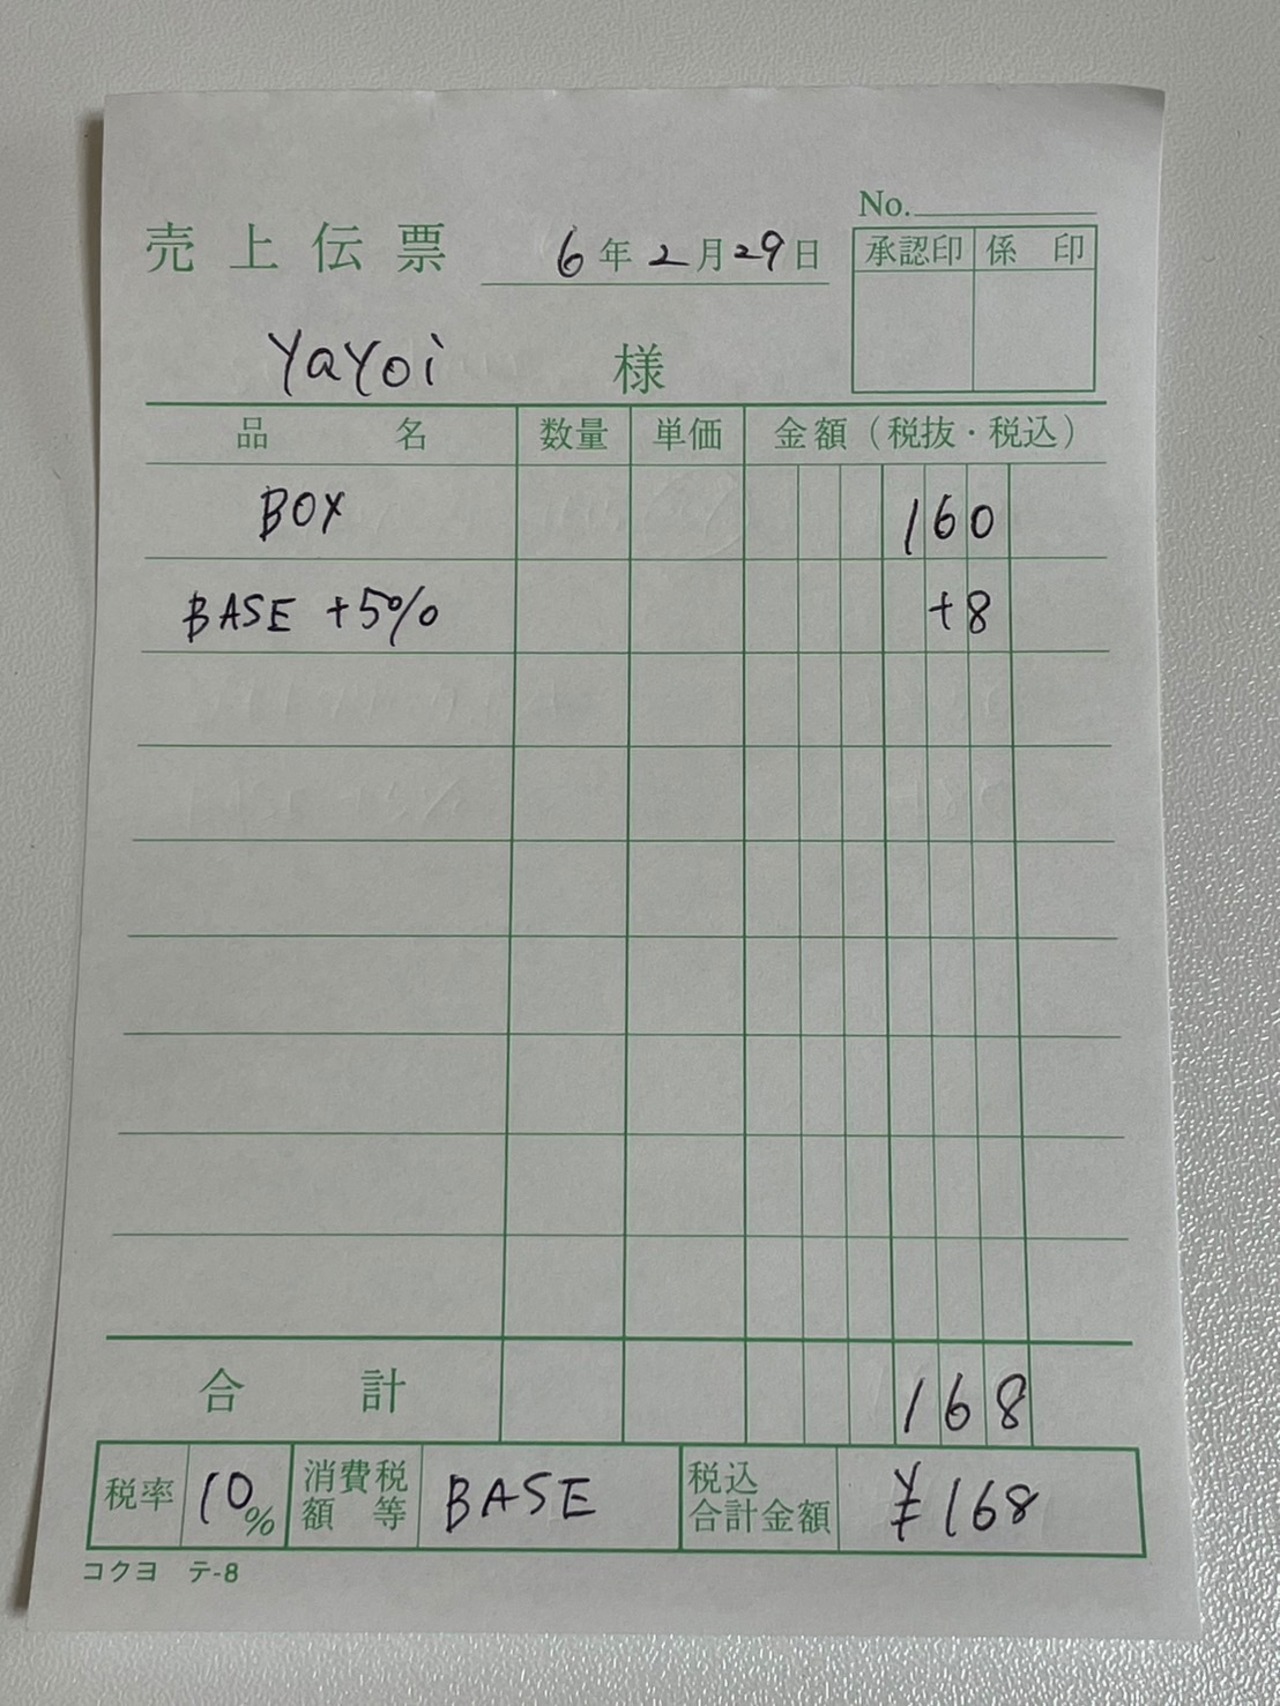 No.
売上伝票 6年2月29日
承認印 係印
YaYoi 様
品名 数量 単価 金額(税抜・税込)
BOX 160
BASE +5% +8
合計 168
税率 10% 消費税額等 BASE 税込合計金額 ¥168
コクヨ テ-8